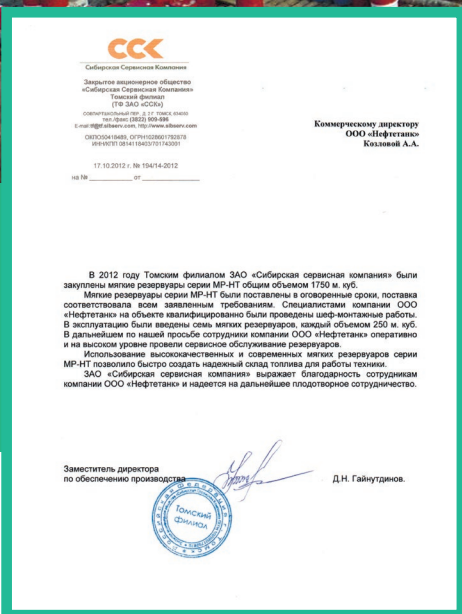 ССК
Сибирская Сервисная Компания
Закрытое акционерное общество
«Сибирская Сервисная Компания»
Томский филиал
(ТФ ЗАО «ССК»)
тел./факс: (3822) 909-596
ОКПО50418489, ОГРН1028601792878
ИНН/КПП 0814118403/701743001
17.10.2012 г. № 194/14-2012
на № от
Коммерческому директору
ООО «Нефтетанк»
Козловой А.А.
В 2012 году Томским филиалом ЗАО «Сибирская сервисная компания» были
закуплены мягкие резервуары серии МР-НТ общим объемом 1750 м. куб.
Мягкие резервуары серии МР-НТ были поставлены в оговоренные сроки, поставка
соответствовала всем заявленным требованиям. Специалистами компании ООО
«Нефтетанк» на объекте квалифицированно были проведены шеф-монтажные работы.
В эксплуатацию были введены семь мягких резервуаров, каждый объемом 250 м. куб.
В дальнейшем по нашей просьбе сотрудники компании ООО «Нефтетанк» оперативно
и на высоком уровне провели сервисное обслуживание резервуаров.
Использование высококачественных и современных мягких резервуаров серии
МР-НТ позволило быстро создать надежный склад топлива для работы техники.
ЗАО «Сибирская сервисная компания» выражает благодарность сотрудникам
компании ООО «Нефтетанк» и надеется на дальнейшее плодотворное сотрудничество.
Заместитель директора
по обеспечению производства
Д.Н. Гайнутдинов.
Томский
филиал